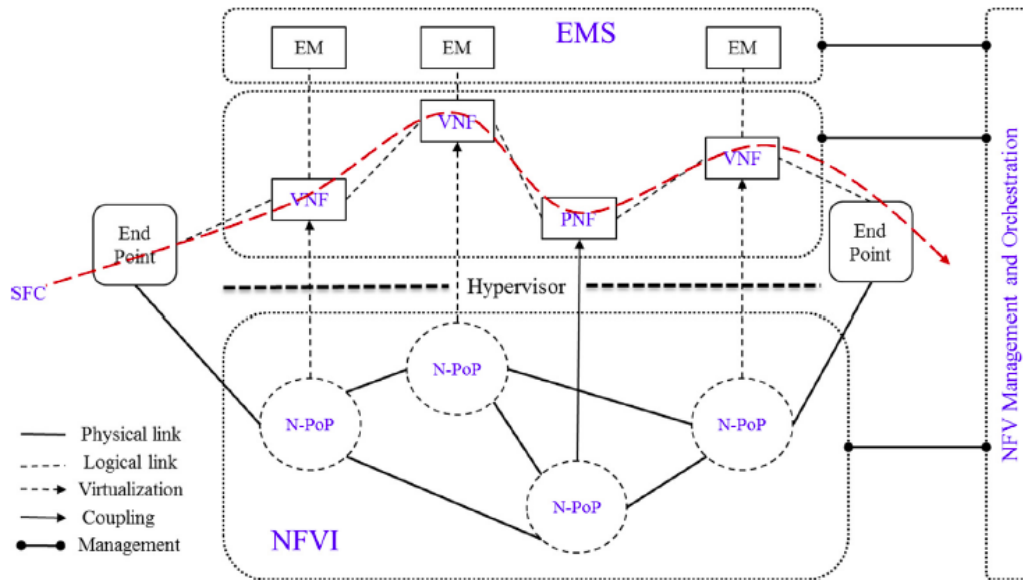 EMS
EM
EM
EM
VNF
VNF
VNF
PNF
End
Point
End
Point
SFC
Hypervisor
N-PoP
N-PoP
N-PoP
N-PoP
NFVI
Physical link
Logical link
Virtualization
Coupling
Management
NFV Management and Orchestration